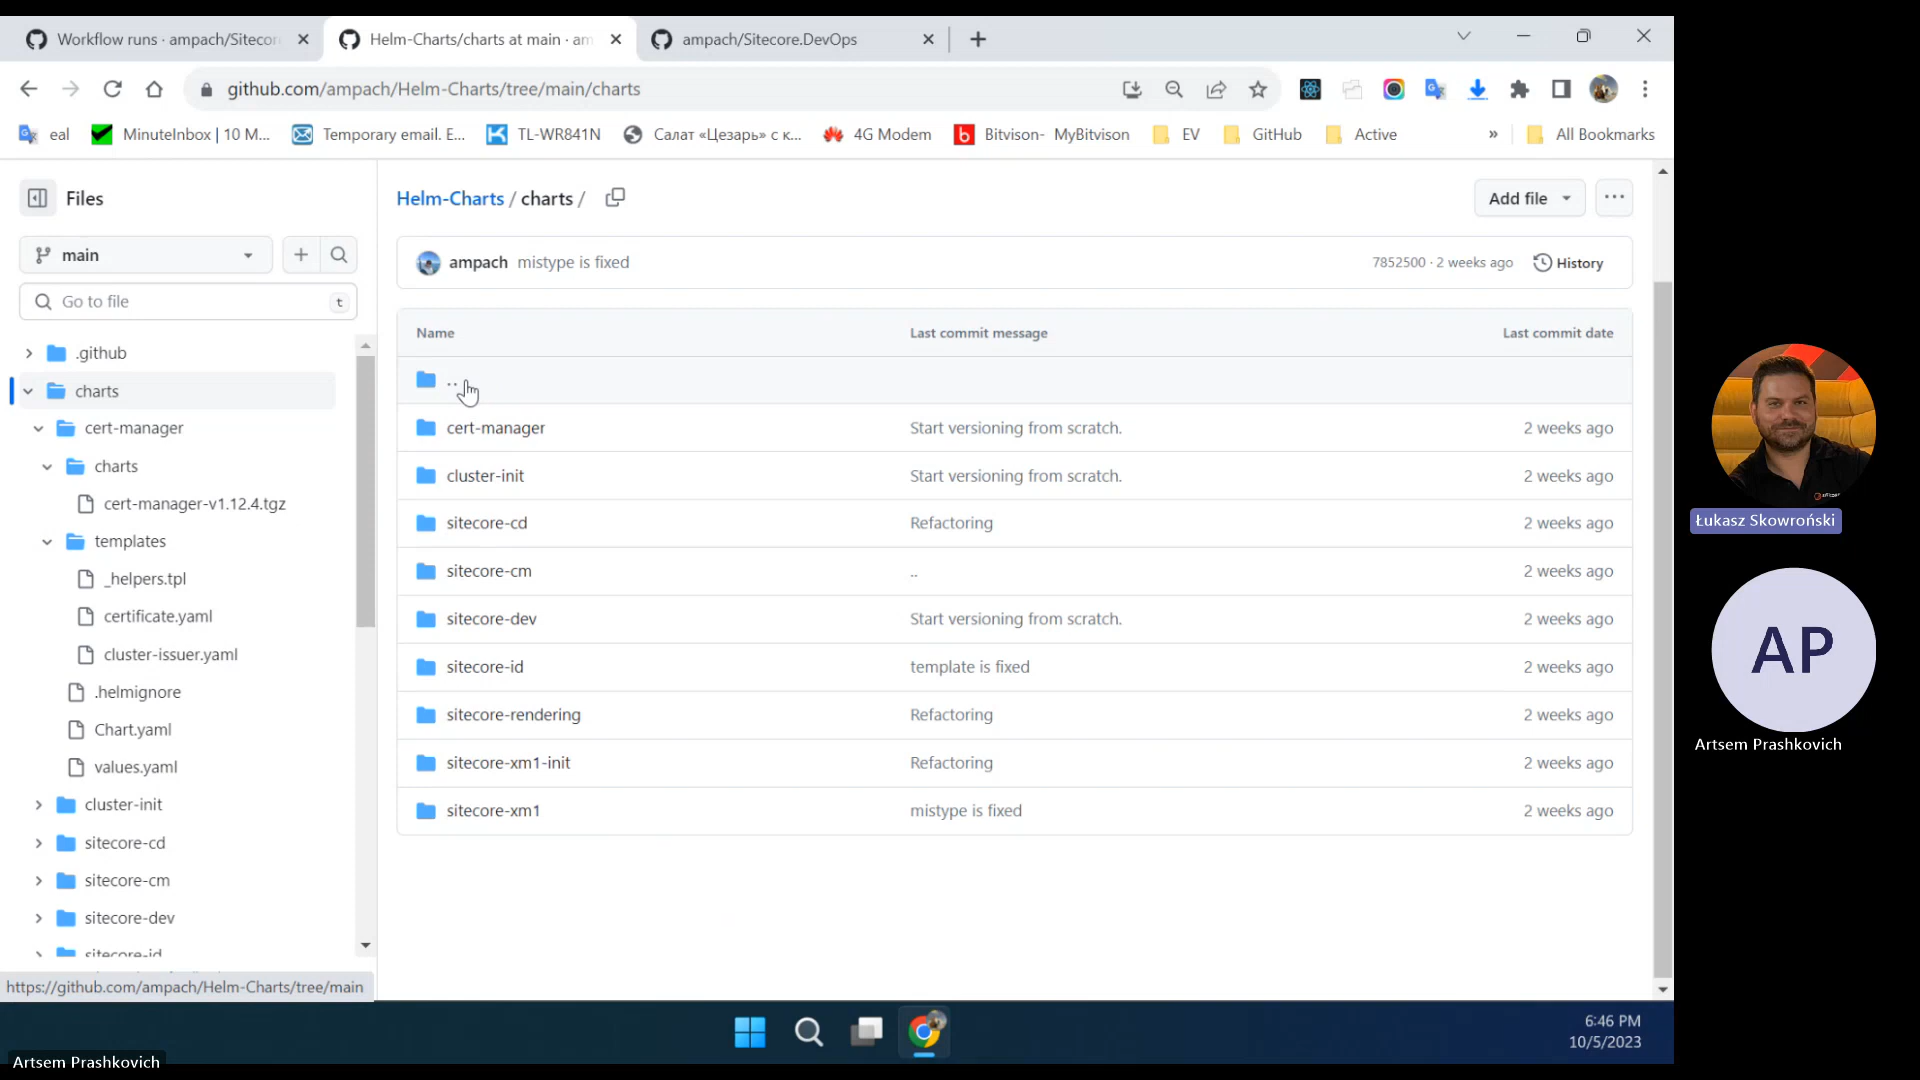 Workflow runs · ampach/Sitecor
Helm-Charts/charts at main · am
ampach/Sitecore.DevOps
github.com/ampach/Helm-Charts/tree/main/charts
eal
MinuteInbox | 10 M...
Temporary email. E...
TL-WR841N
Салат «Цезарь» с к...
4G Modem
Bitvison- MyBitvison
EV
GitHub
Active
»
All Bookmarks
Files
Helm-Charts / charts /
Add file
main
ampach mistype is fixed
7852500 · 2 weeks ago
History
Go to file
t
Name
Last commit message
Last commit date
.github
..
charts
cert-manager
cert-manager
Start versioning from scratch.
2 weeks ago
charts
cluster-init
Start versioning from scratch.
2 weeks ago
cert-manager-v1.12.4.tgz
sitecore-cd
Refactoring
2 weeks ago
templates
sitecore-cm
..
2 weeks ago
_helpers.tpl
certificate.yaml
sitecore-dev
Start versioning from scratch.
2 weeks ago
cluster-issuer.yaml
sitecore-id
template is fixed
2 weeks ago
.helmignore
sitecore-rendering
Refactoring
2 weeks ago
Chart.yaml
values.yaml
sitecore-xm1-init
Refactoring
2 weeks ago
cluster-init
sitecore-xm1
mistype is fixed
2 weeks ago
sitecore-cd
sitecore-cm
sitecore-dev
sitecore-id
https://github.com/ampach/Helm-Charts/tree/main
6:46 PM
10/5/2023
Artsem Prashkovich
Łukasz Skowroński
AP
Artsem Prashkovich